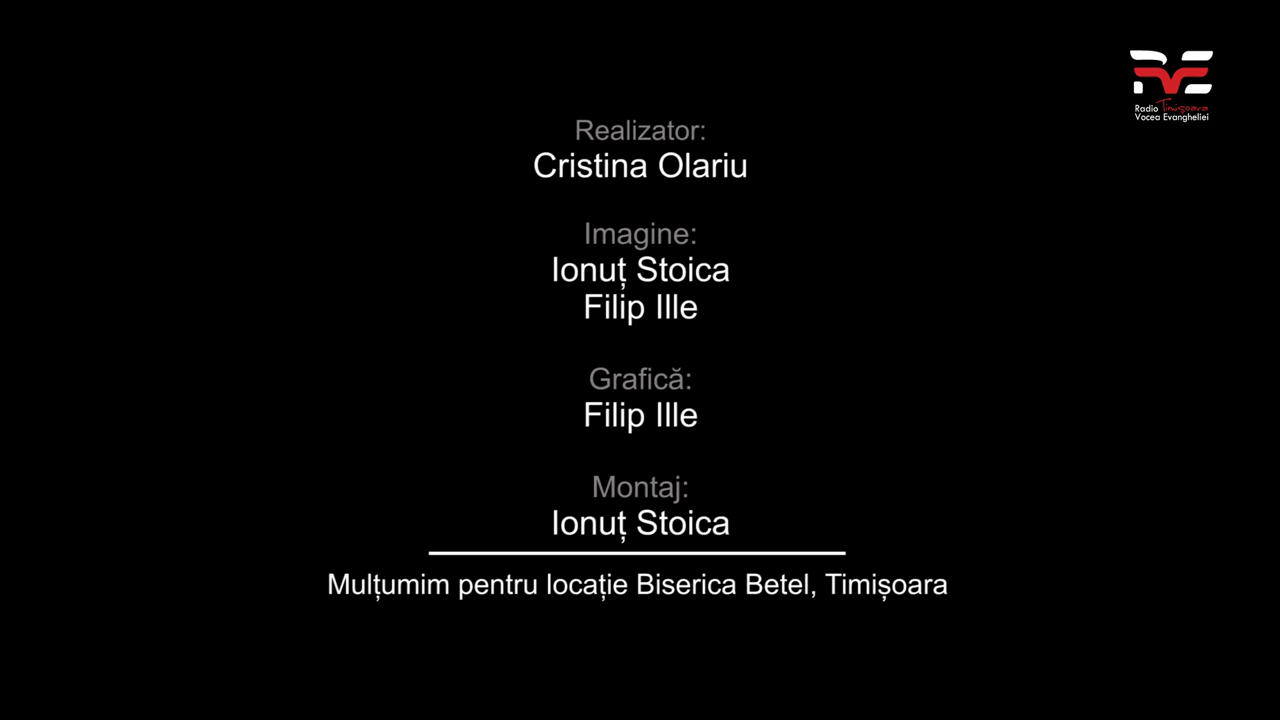 RVE
Radio Timișoara
Vocea Evangheliei
Realizator:
Cristina Olariu
Imagine:
Ionuț Stoica
Filip Ille
Grafică:
Filip Ille
Montaj:
Ionuț Stoica
Mulțumim pentru locație Biserica Betel, Timișoara